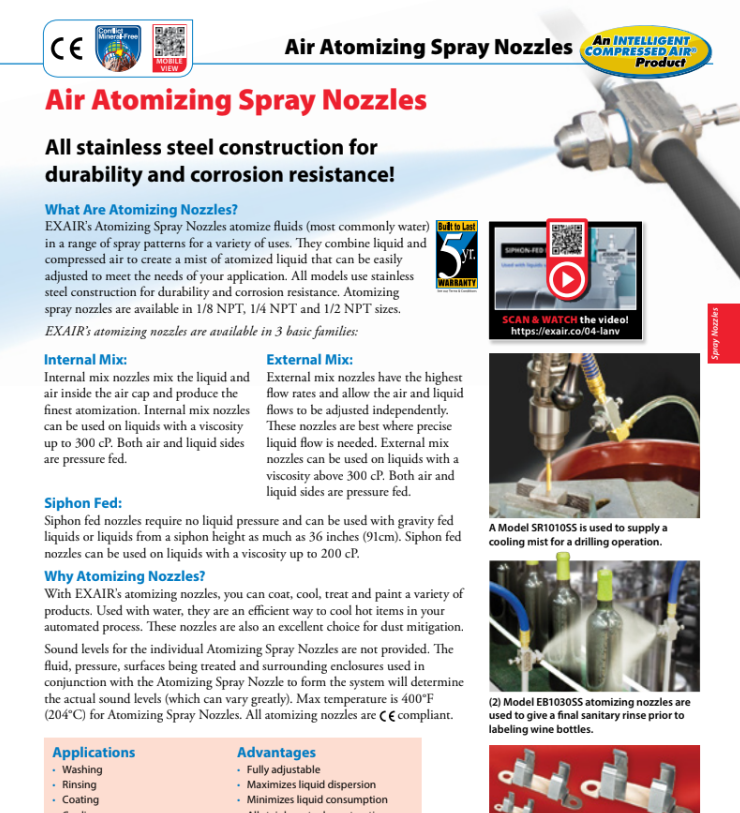 Conflict
Mineral-Free
MOBILE
VIEW
Air Atomizing Spray Nozzles
An INTELLIGENT
COMPRESSED AIR®
Product
Air Atomizing Spray Nozzles
All stainless steel construction for
durability and corrosion resistance!
What Are Atomizing Nozzles?
EXAIR's Atomizing Spray Nozzles atomize fluids (most commonly water)
in a range of spray patterns for a variety of uses. They combine liquid and
compressed air to create a mist of atomized liquid that can be easily
adjusted to meet the needs of your application. All models use stainless
steel construction for durability and corrosion resistance. Atomizing
spray nozzles are available in 1/8 NPT, 1/4 NPT and 1/2 NPT sizes.
EXAIR's atomizing nozzles are available in 3 basic families:
Built to Last
5 yr.
WARRANTY
SIPHON-FED
Used with liquids
SCAN & WATCH the video!
https://exair.co/04-lanv
Spray Nozzles
Internal Mix:
Internal mix nozzles mix the liquid and
air inside the air cap and produce the
finest atomization. Internal mix nozzles
can be used on liquids with a viscosity
up to 300 cP. Both air and liquid sides
are pressure fed.
External Mix:
External mix nozzles have the highest
flow rates and allow the air and liquid
flows to be adjusted independently.
These nozzles are best where precise
liquid flow is needed. External mix
nozzles can be used on liquids with a
viscosity above 300 cP. Both air and
liquid sides are pressure fed.
Siphon Fed:
Siphon fed nozzles require no liquid pressure and can be used with gravity fed
liquids or liquids from a siphon height as much as 36 inches (91cm). Siphon fed
nozzles can be used on liquids with a viscosity up to 200 cP.
Why Atomizing Nozzles?
With EXAIR's atomizing nozzles, you can coat, cool, treat and paint a variety of
products. Used with water, they are an efficient way to cool hot items in your
automated process. These nozzles are also an excellent choice for dust mitigation.
Sound levels for the individual Atomizing Spray Nozzles are not provided. The
fluid, pressure, surfaces being treated and surrounding enclosures used in
conjunction with the Atomizing Spray Nozzle to form the system will determine
the actual sound levels (which can vary greatly). Max temperature is 400°F
(204°C) for Atomizing Spray Nozzles. All atomizing nozzles are CE compliant.
A Model SR1010SS is used to supply a
cooling mist for a drilling operation.
(2) Model EB1030SS atomizing nozzles are
used to give a final sanitary rinse prior to
labeling wine bottles.
Applications
• Washing
• Rinsing
• Coating
Advantages
• Fully adjustable
• Maximizes liquid dispersion
• Minimizes liquid consumption